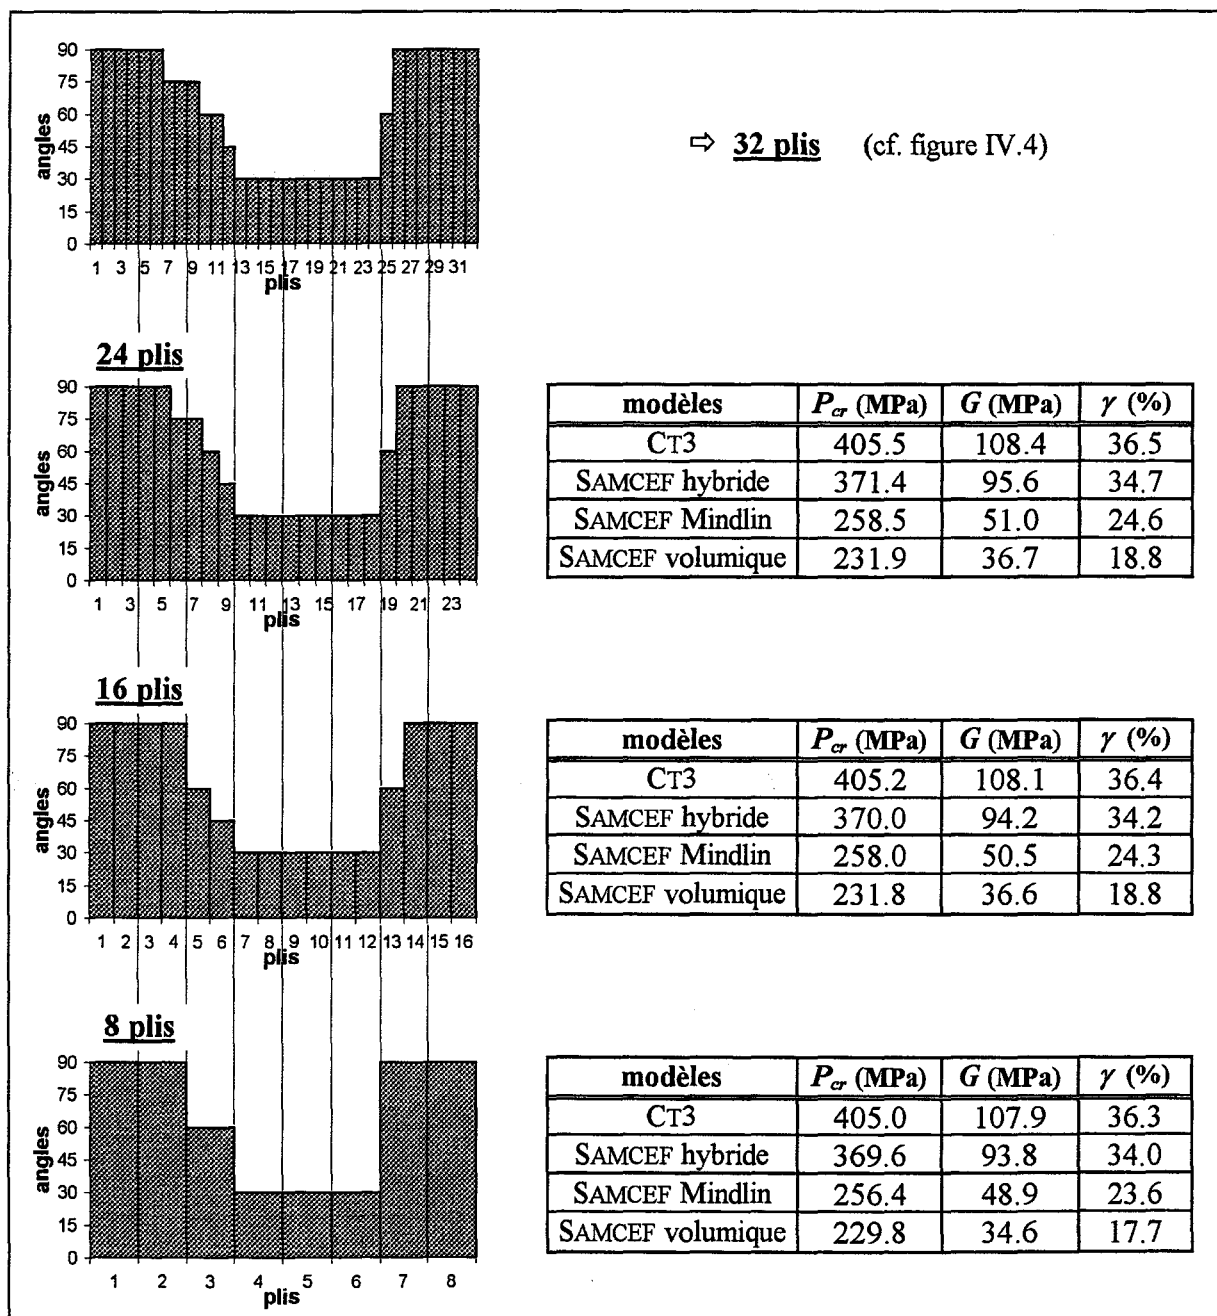 90
75
60
45
30
15
0
angles
1 3 5 7 9 11 13 15 17 19 21 23 25 27 29 31
plis
⇨ 32 plis (cf. figure IV.4)
24 plis
90
75
60
45
30
15
0
angles
1 3 5 7 9 11 13 15 17 19 21 23
plis
modèles P_cr (MPa) G (MPa) γ (%)
CT3 405.5 108.4 36.5
SAMCEF hybride 371.4 95.6 34.7
SAMCEF Mindlin 258.5 51.0 24.6
SAMCEF volumique 231.9 36.7 18.8
16 plis
90
75
60
45
30
15
0
angles
1 2 3 4 5 6 7 8 9 10 11 12 13 14 15 16
plis
modèles P_cr (MPa) G (MPa) γ (%)
CT3 405.2 108.1 36.4
SAMCEF hybride 370.0 94.2 34.2
SAMCEF Mindlin 258.0 50.5 24.3
SAMCEF volumique 231.8 36.6 18.8
8 plis
90
75
60
45
30
15
0
angles
1 2 3 4 5 6 7 8
plis
modèles P_cr (MPa) G (MPa) γ (%)
CT3 405.0 107.9 36.3
SAMCEF hybride 369.6 93.8 34.0
SAMCEF Mindlin 256.4 48.9 23.6
SAMCEF volumique 229.8 34.6 17.7